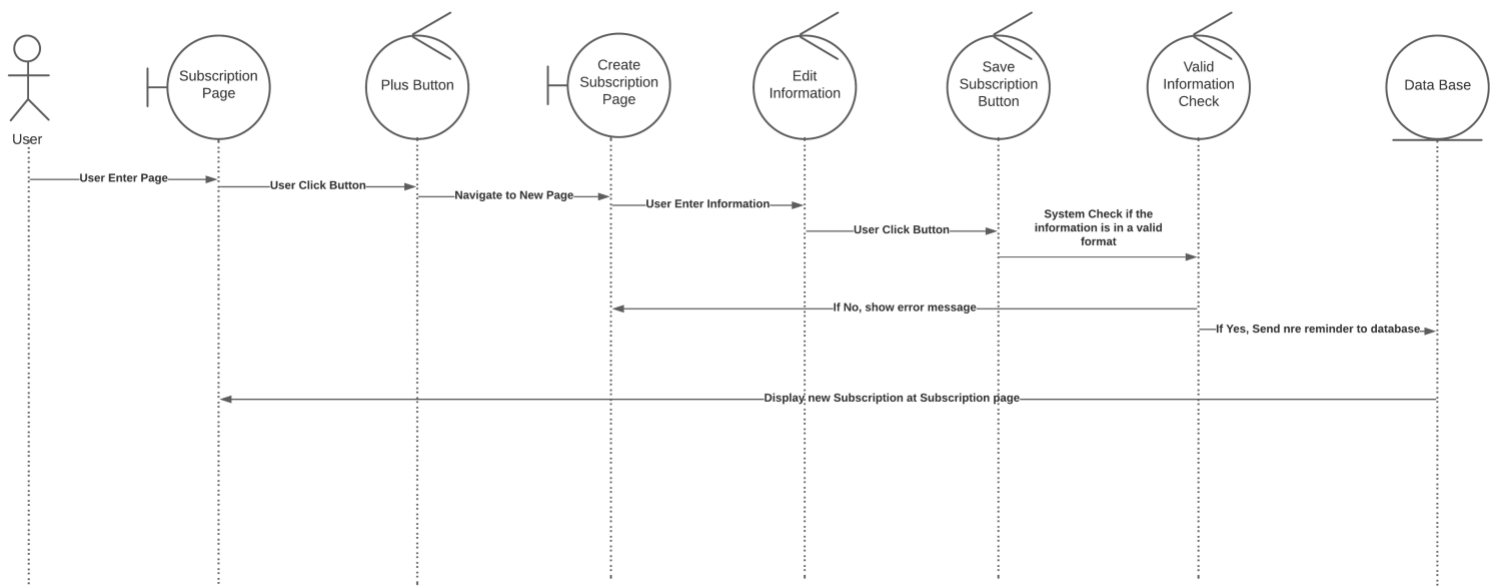 Subscription
Page
Plus Button
Create
Subscription
Page
Edit
Information
Save
Subscription
Button
Valid
Information
Check
Data Base
User
User Enter Page
User Click Button
Navigate to New Page
User Enter Information
User Click Button
System Check if the
information is in a valid
format
If No, show error message
If Yes, Send nre reminder to database
Display new Subscription at Subscription page